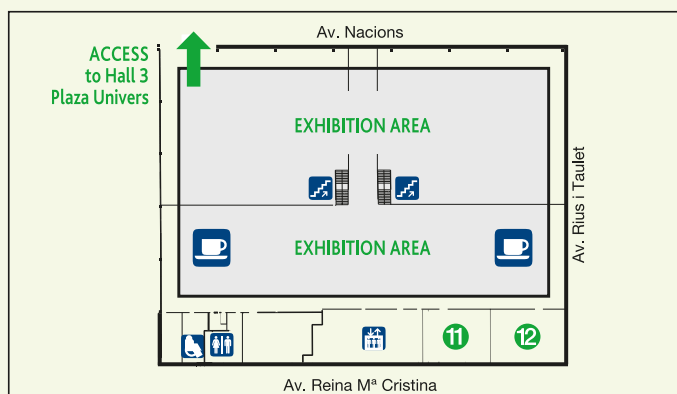 Av. Nacions
ACCESS
to Hall 3
Plaza Univers
EXHIBITION AREA
Av. Rius i Taulet
EXHIBITION AREA
11
12
Av. Reina Mª Cristina